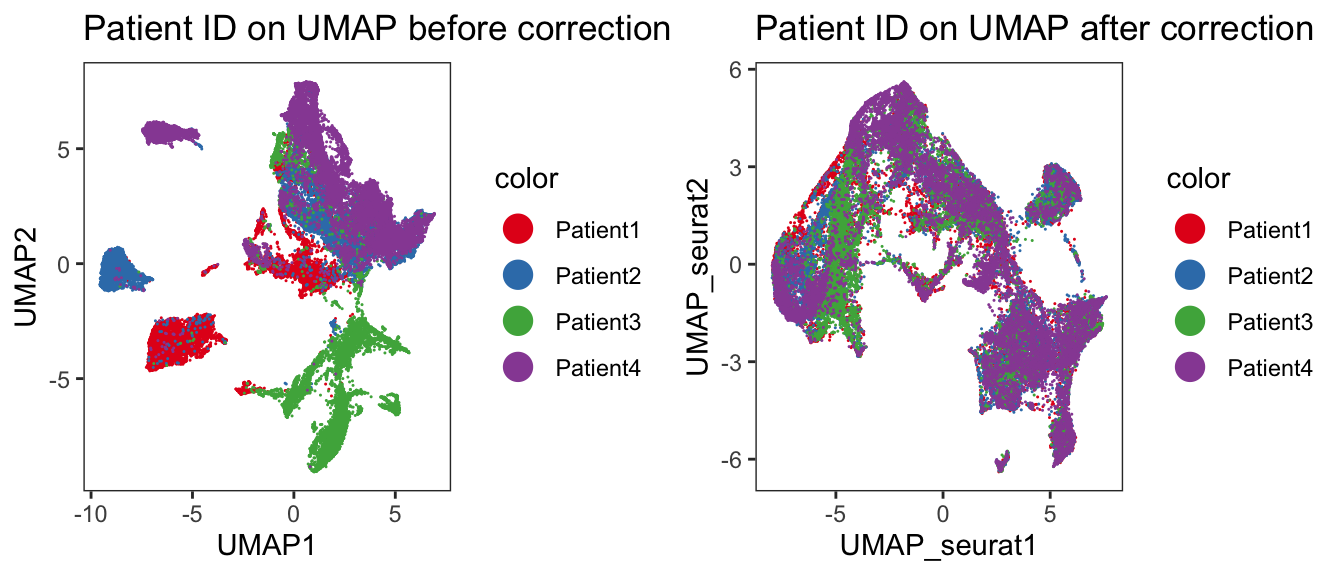 Patient ID on UMAP before correction
UMAP2
5
0
-5
-10
-5
0
5
UMAP1
color
Patient1
Patient2
Patient3
Patient4
Patient ID on UMAP after correction
UMAP_seurat2
6
3
0
-3
-6
-5
0
5
UMAP_seurat1
color
Patient1
Patient2
Patient3
Patient4